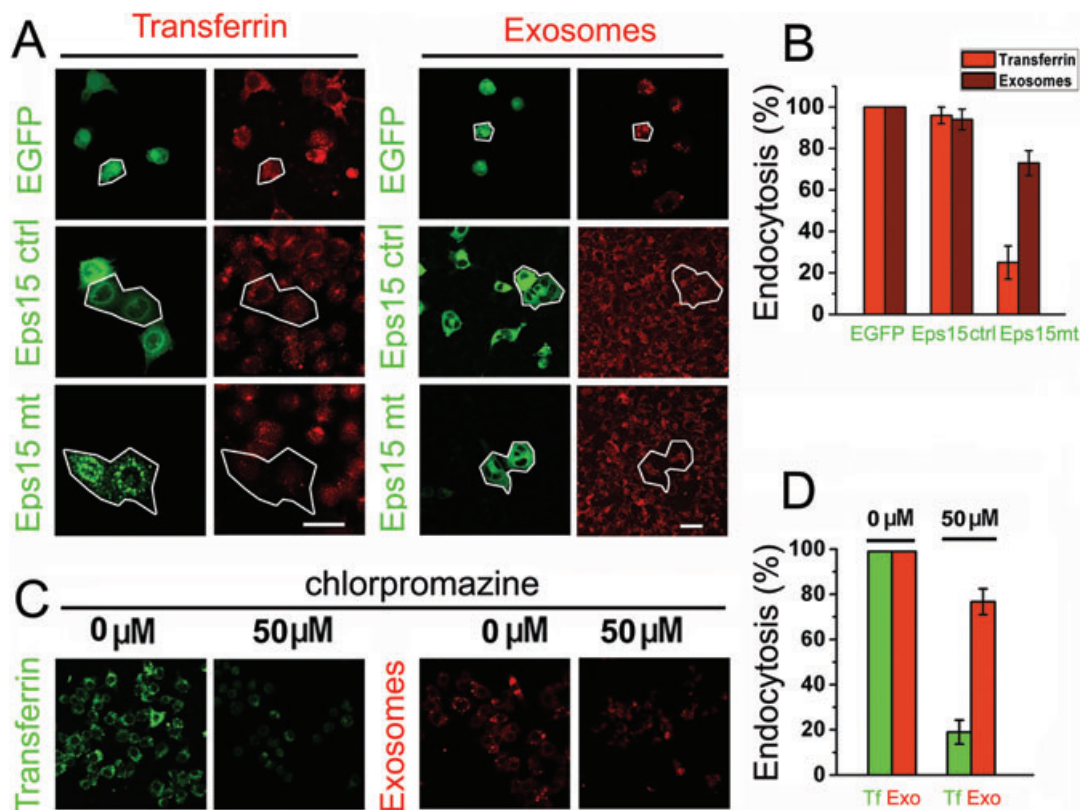 A
Transferrin
Exosomes
EGFP
EGFP
Eps15 ctrl
Eps15 ctrl
Eps15 mt
Eps15 mt
B
Transferrin
Exosomes
Endocytosis (%)
100
80
60
40
20
0
EGFP Eps15 ctrl Eps15mt
C
chlorpromazine
0 µM 50 µM 0 µM 50 µM
Transferrin
Exosomes
D
0 µM 50 µM
Endocytosis (%)
100
80
60
40
20
0
Tf Exo Tf Exo